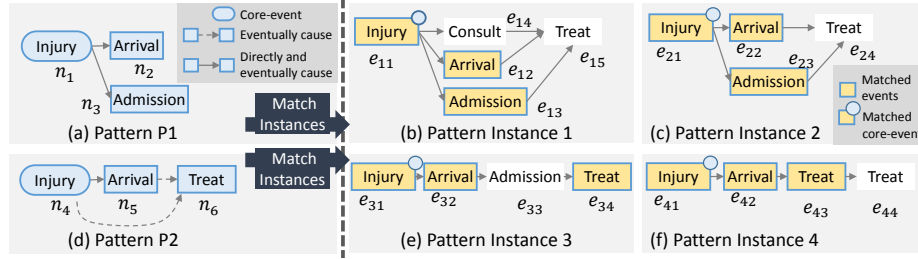 Injury
n1
Arrival
n2
n3
Admission
Core-event
Eventually cause
Directly and
eventually cause
(a) Pattern P1
Match
Instances
Injury
e11
Consult
e14
Treat
e15
Arrival
e12
Admission
e13
(b) Pattern Instance 1
Injury
e21
Arrival
e22
Treat
e24
e23
Admission
(c) Pattern Instance 2
Matched
events
Matched
core-event
Match
Instances
Injury
n4
Arrival
n5
Treat
n6
(d) Pattern P2
Injury
e31
Arrival
e32
Admission
e33
Treat
e34
(e) Pattern Instance 3
Injury
e41
Arrival
e42
Treat
e43
Treat
e44
(f) Pattern Instance 4